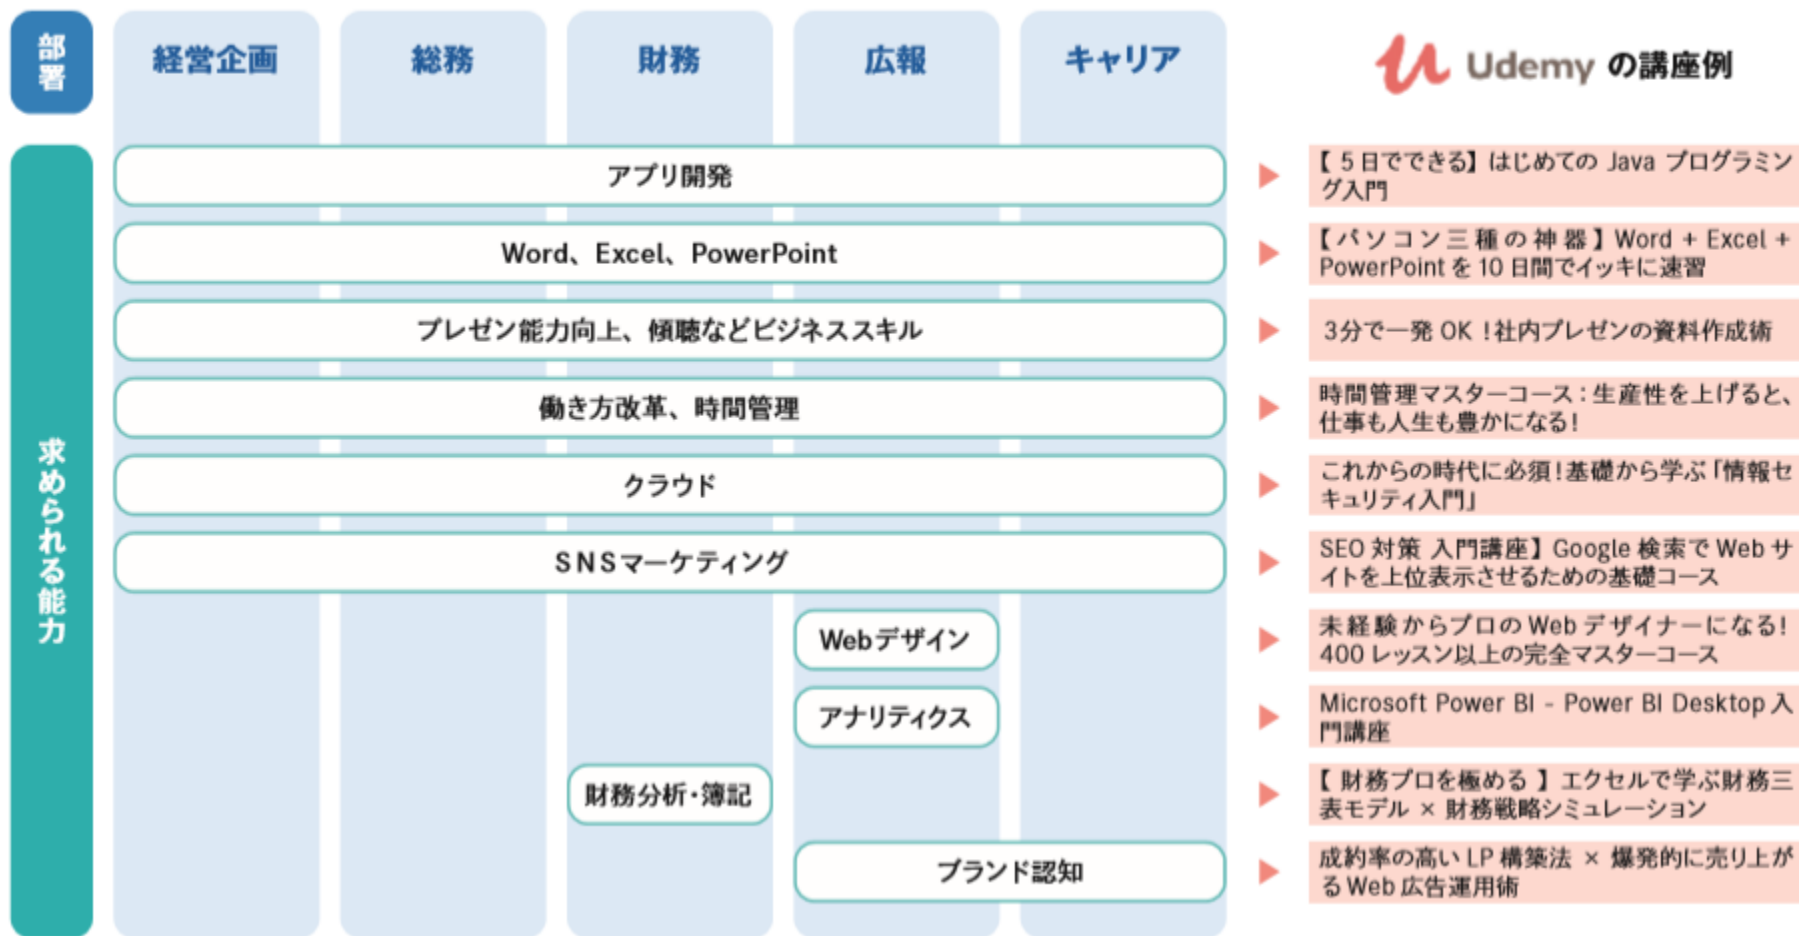 部署
経営企画
総務
財務
広報
キャリア
Udemy の講座例
求められる能力
アプリ開発
【 5日でできる】はじめての Java プログラミン
グ入門
Word、Excel、PowerPoint
【パソコン三種の神器】Word + Excel +
PowerPoint を 10 日間でイッキに速習
プレゼン能力向上、傾聴などビジネススキル
3分で一発 OK !社内プレゼンの資料作成術
働き方改革、時間管理
時間管理マスターコース:生産性を上げると、
仕事も人生も豊かになる!
クラウド
これからの時代に必須!基礎から学ぶ「情報セ
キュリティ入門」
SNSマーケティング
SEO 対策 入門講座】Google 検索で Web サ
イトを上位表示させるための基礎コース
Webデザイン
未経験からプロの Web デザイナーになる!
400 レッスン以上の完全マスターコース
アナリティクス
Microsoft Power BI - Power BI Desktop 入
門講座
財務分析・簿記
【 財務プロを極める 】エクセルで学ぶ財務三
表モデル × 財務戦略シミュレーション
ブランド認知
成約率の高い LP 構築法 × 爆発的に売り上が
る Web 広告運用術